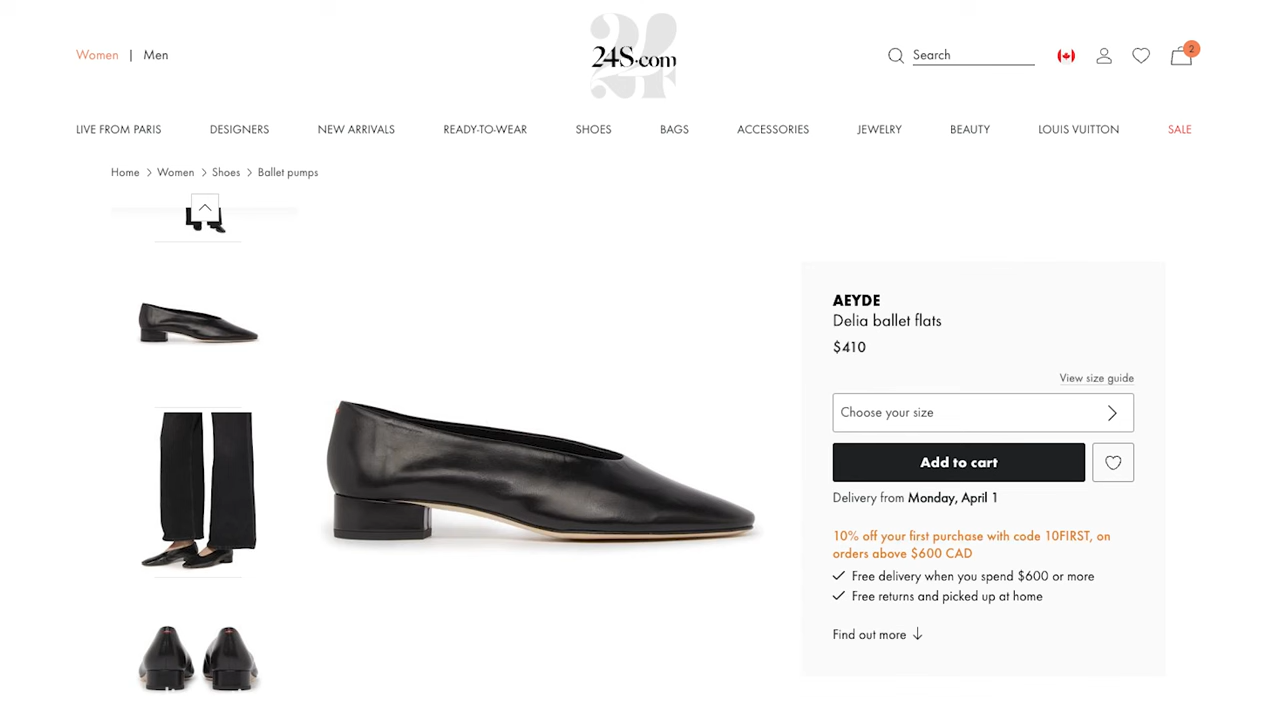 Women | Men
24S.com
Search
2
LIVE FROM PARIS DESIGNERS NEW ARRIVALS READY-TO-WEAR SHOES BAGS ACCESSORIES JEWELRY BEAUTY LOUIS VUITTON SALE
Home > Women > Shoes > Ballet pumps
AEYDE
Delia ballet flats
$410
View size guide
Choose your size
Add to cart
Delivery from Monday, April 1
10% off your first purchase with code 10FIRST, on
orders above $600 CAD
Free delivery when you spend $600 or more
Free returns and picked up at home
Find out more